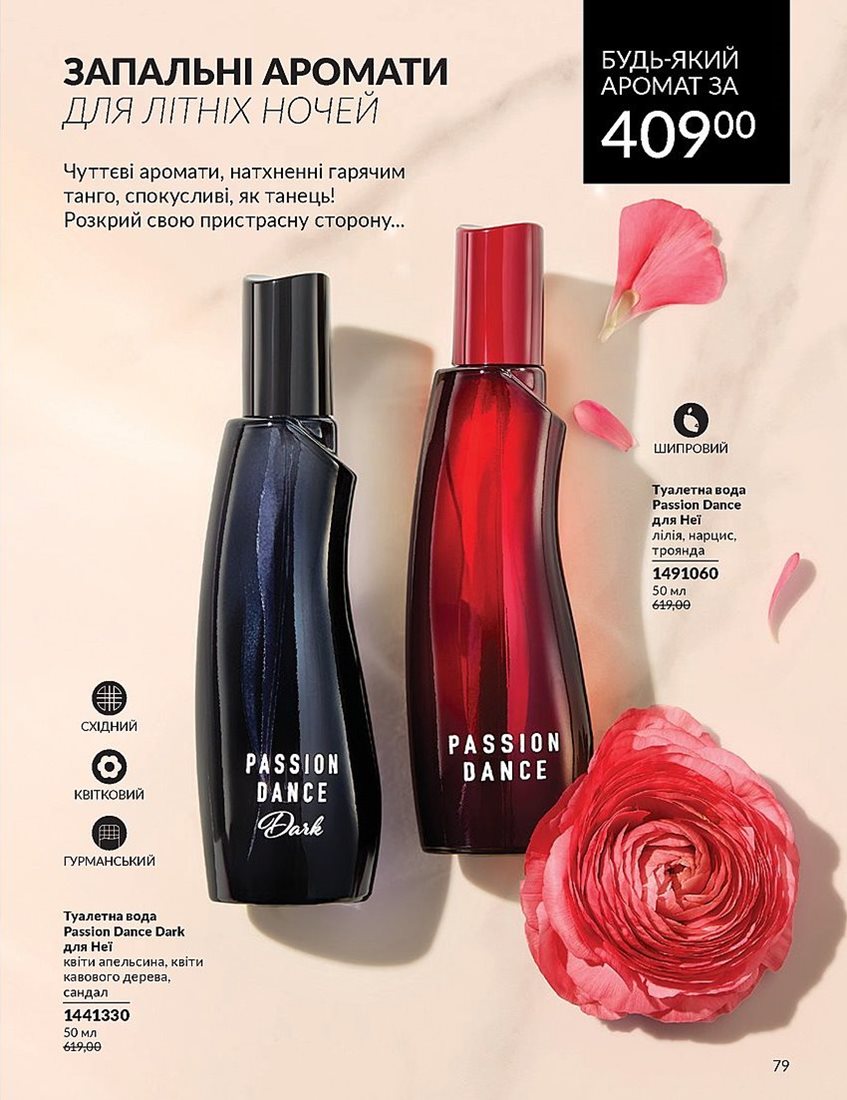 ЗАПАЛЬНІ АРОМАТИ
ДЛЯ ЛІТНІХ НОЧЕЙ
Чуттєві аромати, натхненні гарячим
танго, спокусливі, як танець!
Розкрий свою пристрасну сторону...
БУДЬ-ЯКИЙ
АРОМАТ ЗА
409⁰⁰
ШИПРОВИЙ
Туалетна вода
Passion Dance
для Неї
лілія, нарцис,
троянда
1491060
50 мл
619,00
PASSION
DANCE
PASSION
DANCE
Dark
СХІДНИЙ
КВІТКОВИЙ
ГУРМАНСЬКИЙ
Туалетна вода
Passion Dance Dark
для Неї
квіти апельсина, квіти
кавового дерева,
сандал
1441330
50 мл
619,00
79